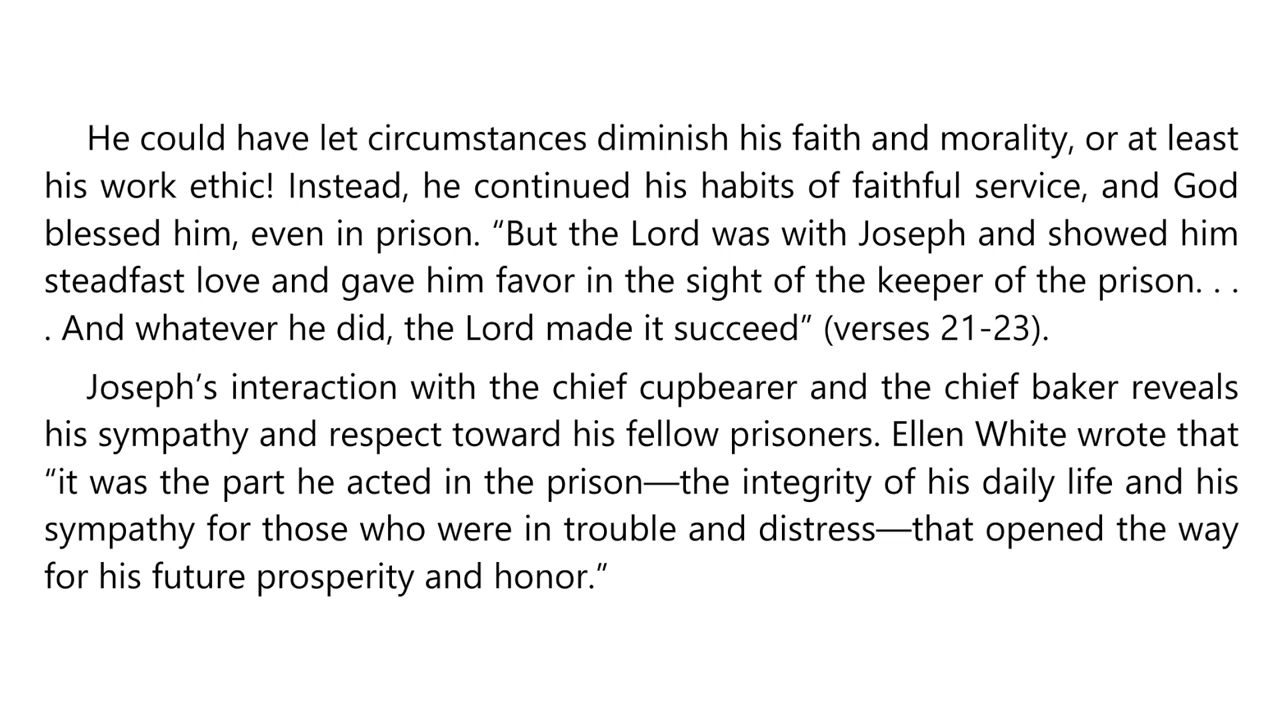 He could have let circumstances diminish his faith and morality, or at least
his work ethic! Instead, he continued his habits of faithful service, and God
blessed him, even in prison. “But the Lord was with Joseph and showed him
steadfast love and gave him favor in the sight of the keeper of the prison. . .
. And whatever he did, the Lord made it succeed” (verses 21-23).
Joseph’s interaction with the chief cupbearer and the chief baker reveals
his sympathy and respect toward his fellow prisoners. Ellen White wrote that
“it was the part he acted in the prison—the integrity of his daily life and his
sympathy for those who were in trouble and distress—that opened the way
for his future prosperity and honor.”